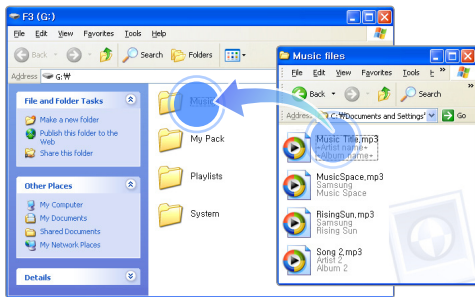 F3 (G:)
File Edit View Favorites Tools Help
Back Search Folders
Address G:₩
File and Folder Tasks
Make a new folder
Publish this folder to the
Web
Share this folder
Other Places
My Computer
My Documents
Shared Documents
My Network Places
Details
Music
My Pack
Playlists
System
Music files
File Edit View Favorites Tools »
Back Search »
Address C:₩Documents and Settings Go
Music Title.mp3
-Artist name-
-Album name-
MusicSpace.mp3
Samsung
Music Space
RisingSun.mp3
Samsung
Rising Sun
Song 2.mp3
Artist 2
Album 2